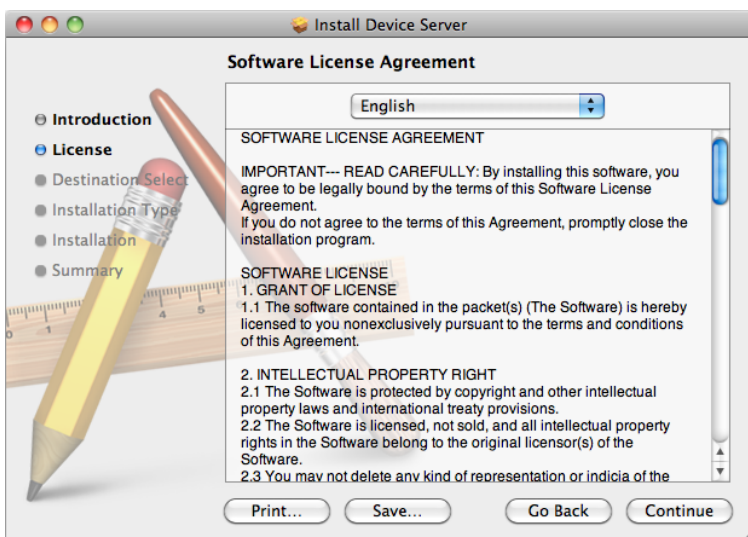 Install Device Server
Software License Agreement
English
Introduction
License
Destination Select
Installation Type
Installation
Summary
SOFTWARE LICENSE AGREEMENT
IMPORTANT--- READ CAREFULLY: By installing this software, you
agree to be legally bound by the terms of this Software License
Agreement.
If you do not agree to the terms of this Agreement, promptly close the
installation program.
SOFTWARE LICENSE
1. GRANT OF LICENSE
1.1 The software contained in the packet(s) (The Software) is hereby
licensed to you nonexclusively pursuant to the terms and conditions
of this Agreement.
2. INTELLECTUAL PROPERTY RIGHT
2.1 The Software is protected by copyright and other intellectual
property laws and international treaty provisions.
2.2 The Software is licensed, not sold, and all intellectual property
rights in the Software belong to the original licensor(s) of the
Software.
2.3 You may not delete any kind of representation or indicia of the
0 1 4 5
Print... Save... Go Back Continue